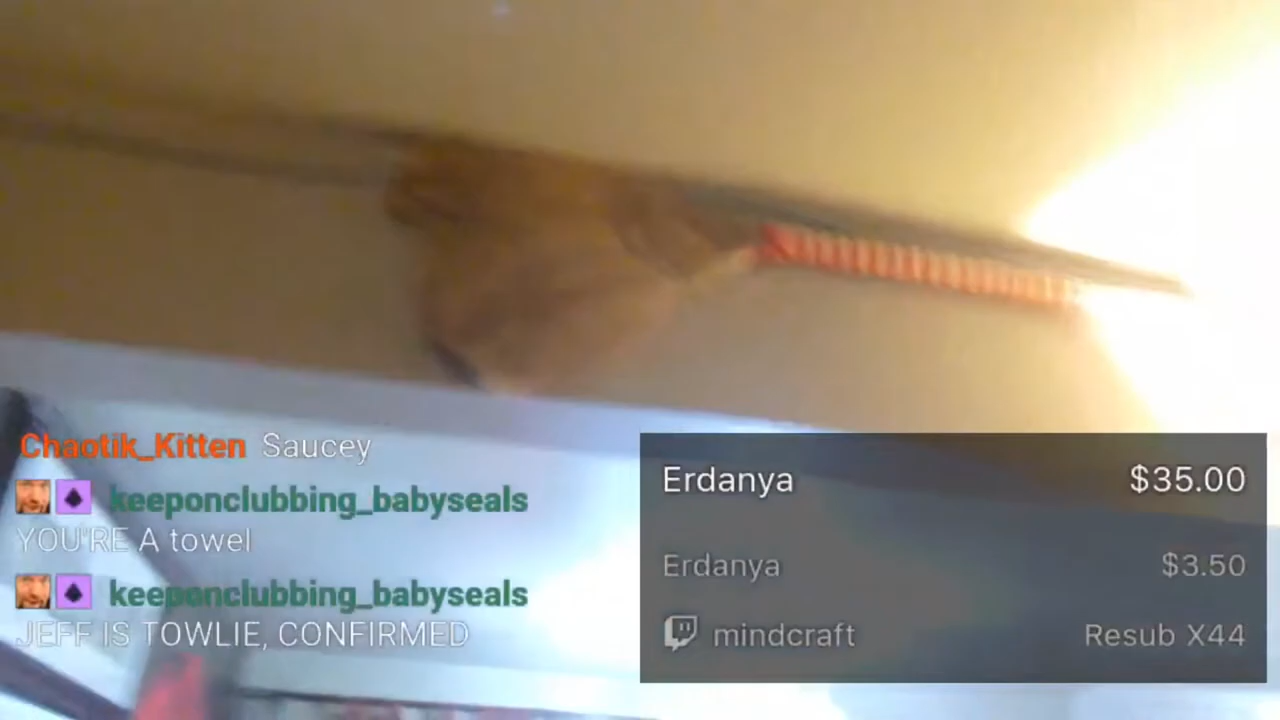 Chaotik_Kitten Saucey
keeponclubbing_babyseals
YOU'RE A towel
keeponclubbing_babyseals
JEFF IS TOWLIE, CONFIRMED
Erdanya $35.00
Erdanya $3.50
mindcraft Resub X44